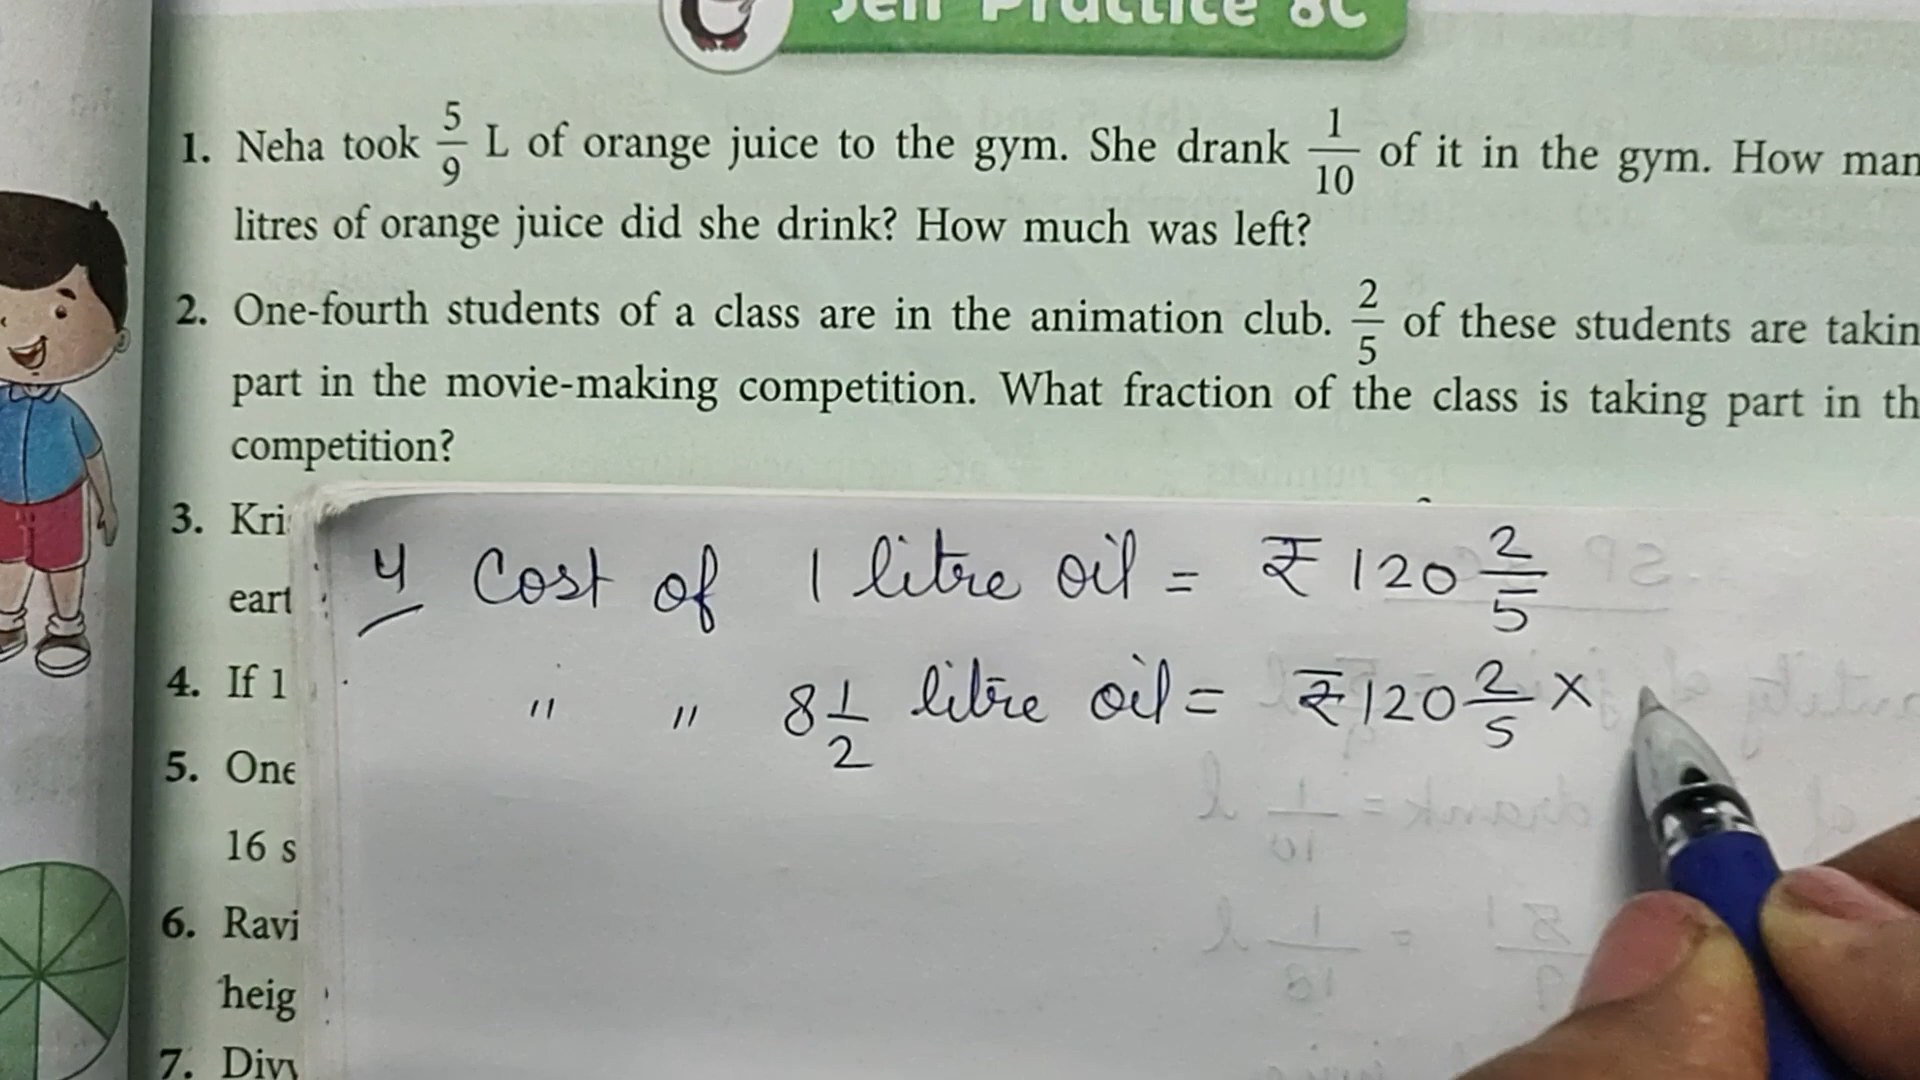 Practice 8C
1. Neha took 5/9 L of orange juice to the gym. She drank 1/10 of it in the gym. How man
litres of orange juice did she drink? How much was left?
2. One-fourth students of a class are in the animation club. 2/5 of these students are takin
part in the movie-making competition. What fraction of the class is taking part in th
competition?
3. Kri
eart
4. If 1
5. One
16 s
6. Ravi
heig
7. Divy
4 Cost of 1 litre oil = ₹ 120 2/5
" " 8 1/2 litre oil = ₹ 120 2/5 ×